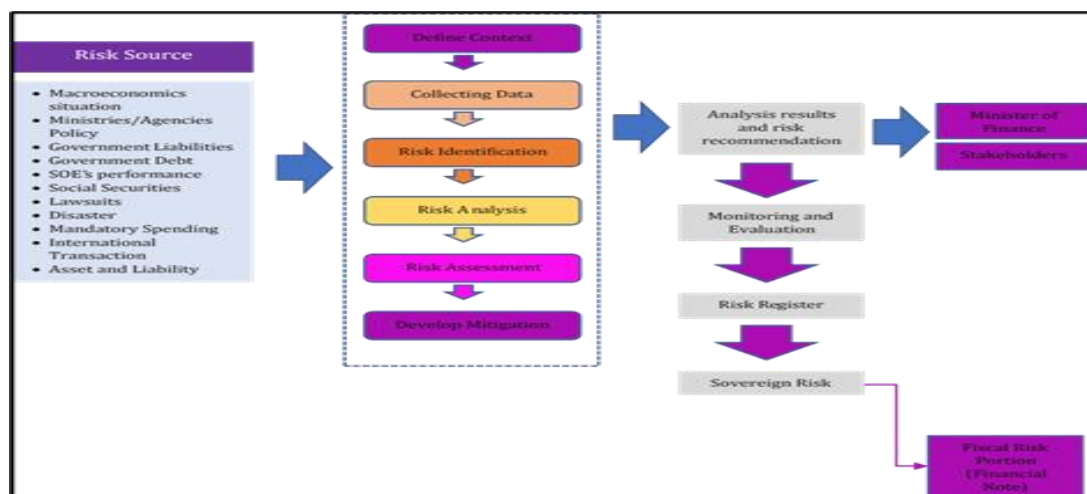 Risk Source
• Macroeconomics
situation
• Ministries/Agencies
Policy
• Government Liabilities
• Government Debt
• SOE's performance
• Social Securities
• Lawsuits
• Disaster
• Mandatory Spending
• International
Transaction
• Asset and Liability
Define Context
Collecting Data
Risk Identification
Risk Analysis
Risk Assessment
Develop Mitigation
Analysis results
and risk
recommendation
Monitoring and
Evaluation
Risk Register
Sovereign Risk
Minister of
Finance
Stakeholders
Fiscal Risk
Portion
(Financial
Note)